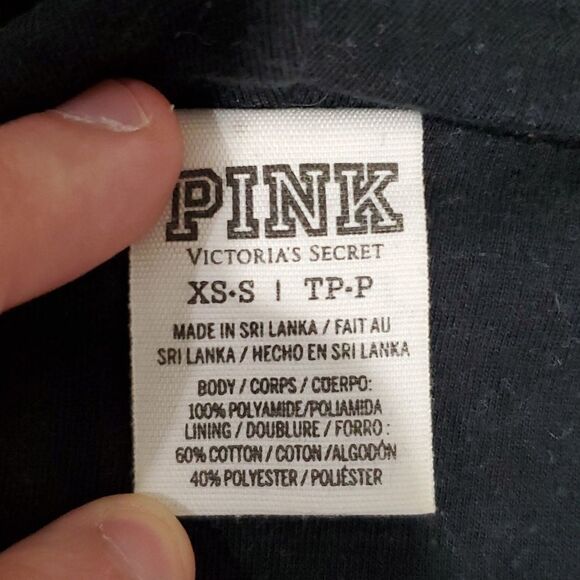 PINK
VICTORIA'S SECRET
XS•S | TP•P
MADE IN SRI LANKA / FAIT AU
SRI LANKA / HECHO EN SRI LANKA
BODY / CORPS / CUERPO:
100% POLYAMIDE/POLIAMIDA
LINING / DOUBLURE / FORRO :
60% COTTON / COTON /ALGODÓN
40% POLYESTER / POLIÉSTER